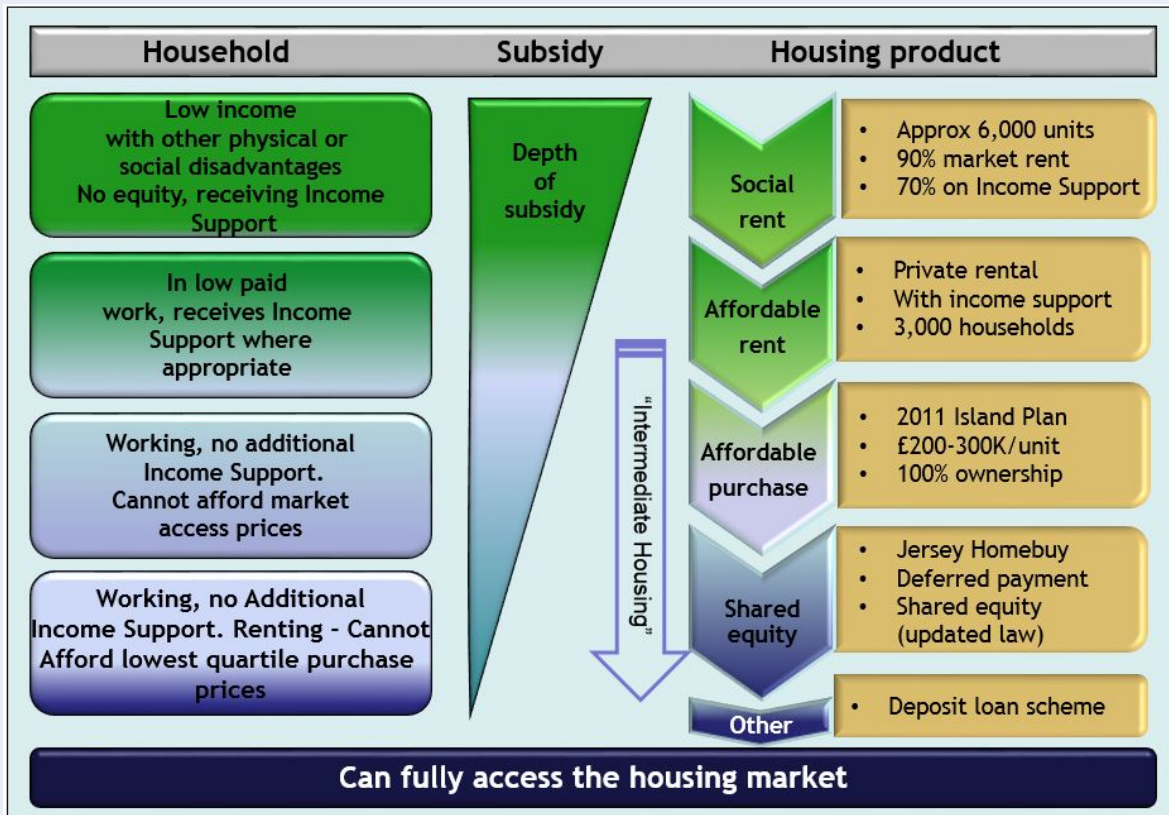 Household
Subsidy
Housing product
Low income
with other physical or
social disadvantages
No equity, receiving Income
Support
In low paid
work, receives Income
Support where
appropriate
Working, no additional
Income Support.
Cannot afford market
access prices
Working, no Additional
Income Support. Renting - Cannot
Afford lowest quartile purchase
prices
Depth
of
subsidy
"Intermediate Housing"
Social
rent
• Approx 6,000 units
• 90% market rent
• 70% on Income Support
Affordable
rent
• Private rental
• With income support
• 3,000 households
Affordable
purchase
• 2011 Island Plan
• £200-300K/unit
• 100% ownership
Shared
equity
• Jersey Homebuy
• Deferred payment
• Shared equity
(updated law)
Other
• Deposit loan scheme
Can fully access the housing market